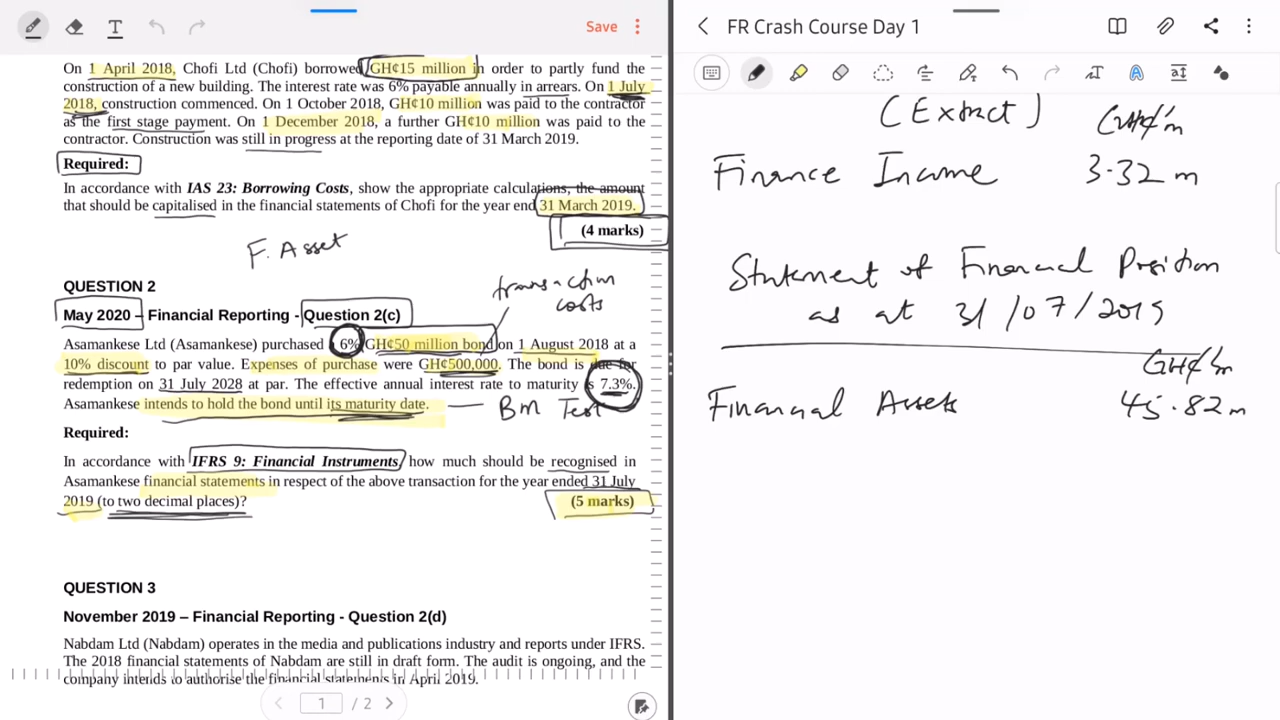 Save
On 1 April 2018, Chofi Ltd (Chofi) borrowed GH¢15 million in order to partly fund the
construction of a new building. The interest rate was 6% payable annually in arrears. On 1 July
2018, construction commenced. On 1 October 2018, GH¢10 million was paid to the contractor
as the first stage payment. On 1 December 2018, a further GH¢10 million was paid to the
contractor. Construction was still in progress at the reporting date of 31 March 2019.
Required:
In accordance with IAS 23: Borrowing Costs, show the appropriate calculations, the amount
that should be capitalised in the financial statements of Chofi for the year end 31 March 2019.
(4 marks)
F. Asset
QUESTION 2
transaction
costs
May 2020 – Financial Reporting - Question 2(c)
Asamankese Ltd (Asamankese) purchased a 6% GH¢50 million bond on 1 August 2018 at a
10% discount to par value. Expenses of purchase were GH¢500,000. The bond is due for
redemption on 31 July 2028 at par. The effective annual interest rate to maturity is 7.3%.
Asamankese intends to hold the bond until its maturity date. — BM Test
Required:
In accordance with IFRS 9: Financial Instruments, how much should be recognised in
Asamankese financial statements in respect of the above transaction for the year ended 31 July
2019 (to two decimal places)?
(5 marks)
QUESTION 3
November 2019 – Financial Reporting - Question 2(d)
Nabdam Ltd (Nabdam) operates in the media and publications industry and reports under IFRS.
The 2018 financial statements of Nabdam are still in draft form. The audit is ongoing, and the
company intends to authorise the financial statements in April 2019.
1 / 2
FR Crash Course Day 1
(Extract)
GH¢'m
Finance Income 3.32m
Statement of Financial Position
as at 31/07/2019
GH¢'m
Financial Assets 45.82m